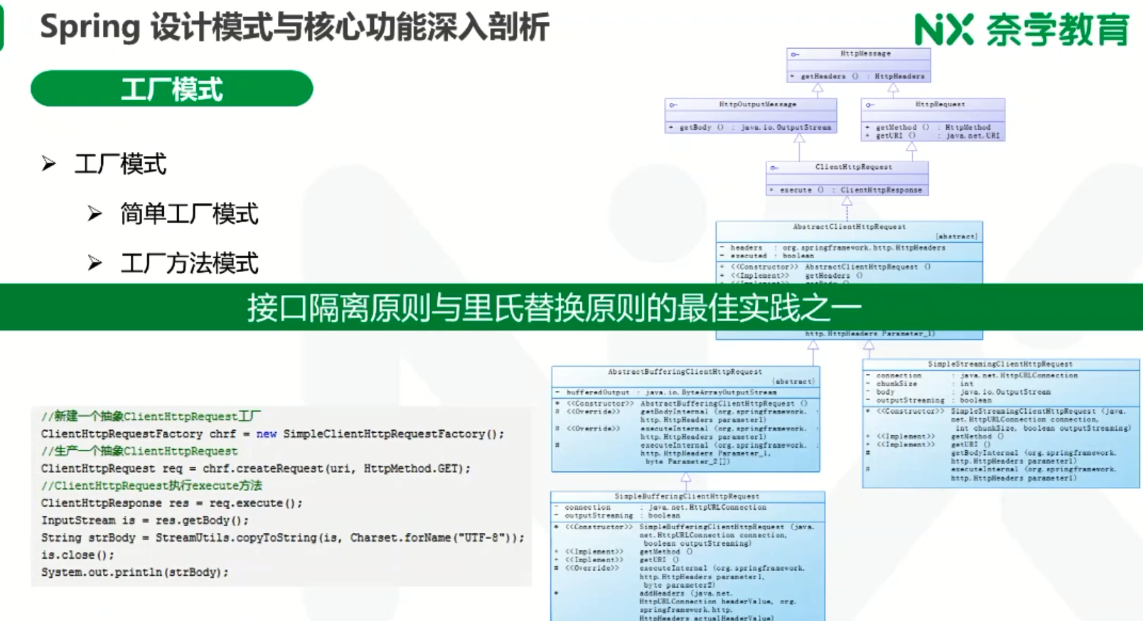 Spring 设计模式与核心功能深入剖析
NiX 奈学教育
工厂模式
➢ 工厂模式
➢ 简单工厂模式
➢ 工厂方法模式
接口隔离原则与里氏替换原则的最佳实践之一
//新建一个抽象ClientHttpRequest工厂
ClientHttpRequestFactory chrf = new SimpleClientHttpRequestFactory();
//生产一个抽象ClientHttpRequest
ClientHttpRequest req = chrf.createRequest(uri, HttpMethod.GET);
//ClientHttpRequest执行execute方法
ClientHttpResponse res = req.execute();
InputStream is = res.getBody();
String strBody = StreamUtils.copyToString(is, Charset.forName("UTF-8"));
is.close();
System.out.println(strBody);
HttpMessage
+ getHeaders () : HttpHeaders
HttpOutputMessage
+ getBody () : java.io.OutputStream
HttpRequest
+ getMethod () : HttpMethod
+ getURI () : java.net.URI
ClientHttpRequest
+ execute () : ClientHttpResponse
AbstractClientHttpRequest
{abstract}
- headers : org.springframework.http.HttpHeaders
- executed : boolean
+ <<Constructor>> AbstractClientHttpRequest ()
+ <<Implement>> getHeaders ()
http.HttpHeaders Parameter_1)
AbstractBufferingClientHttpRequest
{abstract}
- bufferedOutput : java.io.ByteArrayOutputStream
+ <<Constructor>> AbstractBufferingClientHttpRequest ()
# <<Override>> getBodyInternal (org.springframework.
http.HttpHeaders parameter1)
# <<Override>> executeInternal (org.springframework.
http.HttpHeaders parameter1)
# executeInternal (org.springframework.
http.HttpHeaders Parameter_1,
byte Parameter_2[])
SimpleStreamingClientHttpRequest
- connection : java.net.HttpURLConnection
- chunkSize : int
- body : java.io.OutputStream
- outputStreaming : boolean
+ <<Constructor>> SimpleStreamingClientHttpRequest (java.
net.HttpURLConnection connection,
int chunkSize, boolean outputStreaming)
+ <<Implement>> getMethod ()
+ <<Implement>> getURI ()
# getBodyInternal (org.springframework.
http.HttpHeaders parameter1)
# executeInternal (org.springframework.
http.HttpHeaders parameter1)
SimpleBufferingClientHttpRequest
- connection : java.net.HttpURLConnection
- outputStreaming : boolean
+ <<Constructor>> SimpleBufferingClientHttpRequest (java.
net.HttpURLConnection connection,
boolean outputStreaming)
+ <<Implement>> getMethod ()
+ <<Implement>> getURI ()
# <<Override>> executeInternal (org.springframework.
http.HttpHeaders parameter1,
byte parameter2)
addHeaders (java.net.
HttpURLConnection headerValue, org.
springframework.http.
HttpHeaders actualHeaderValue)